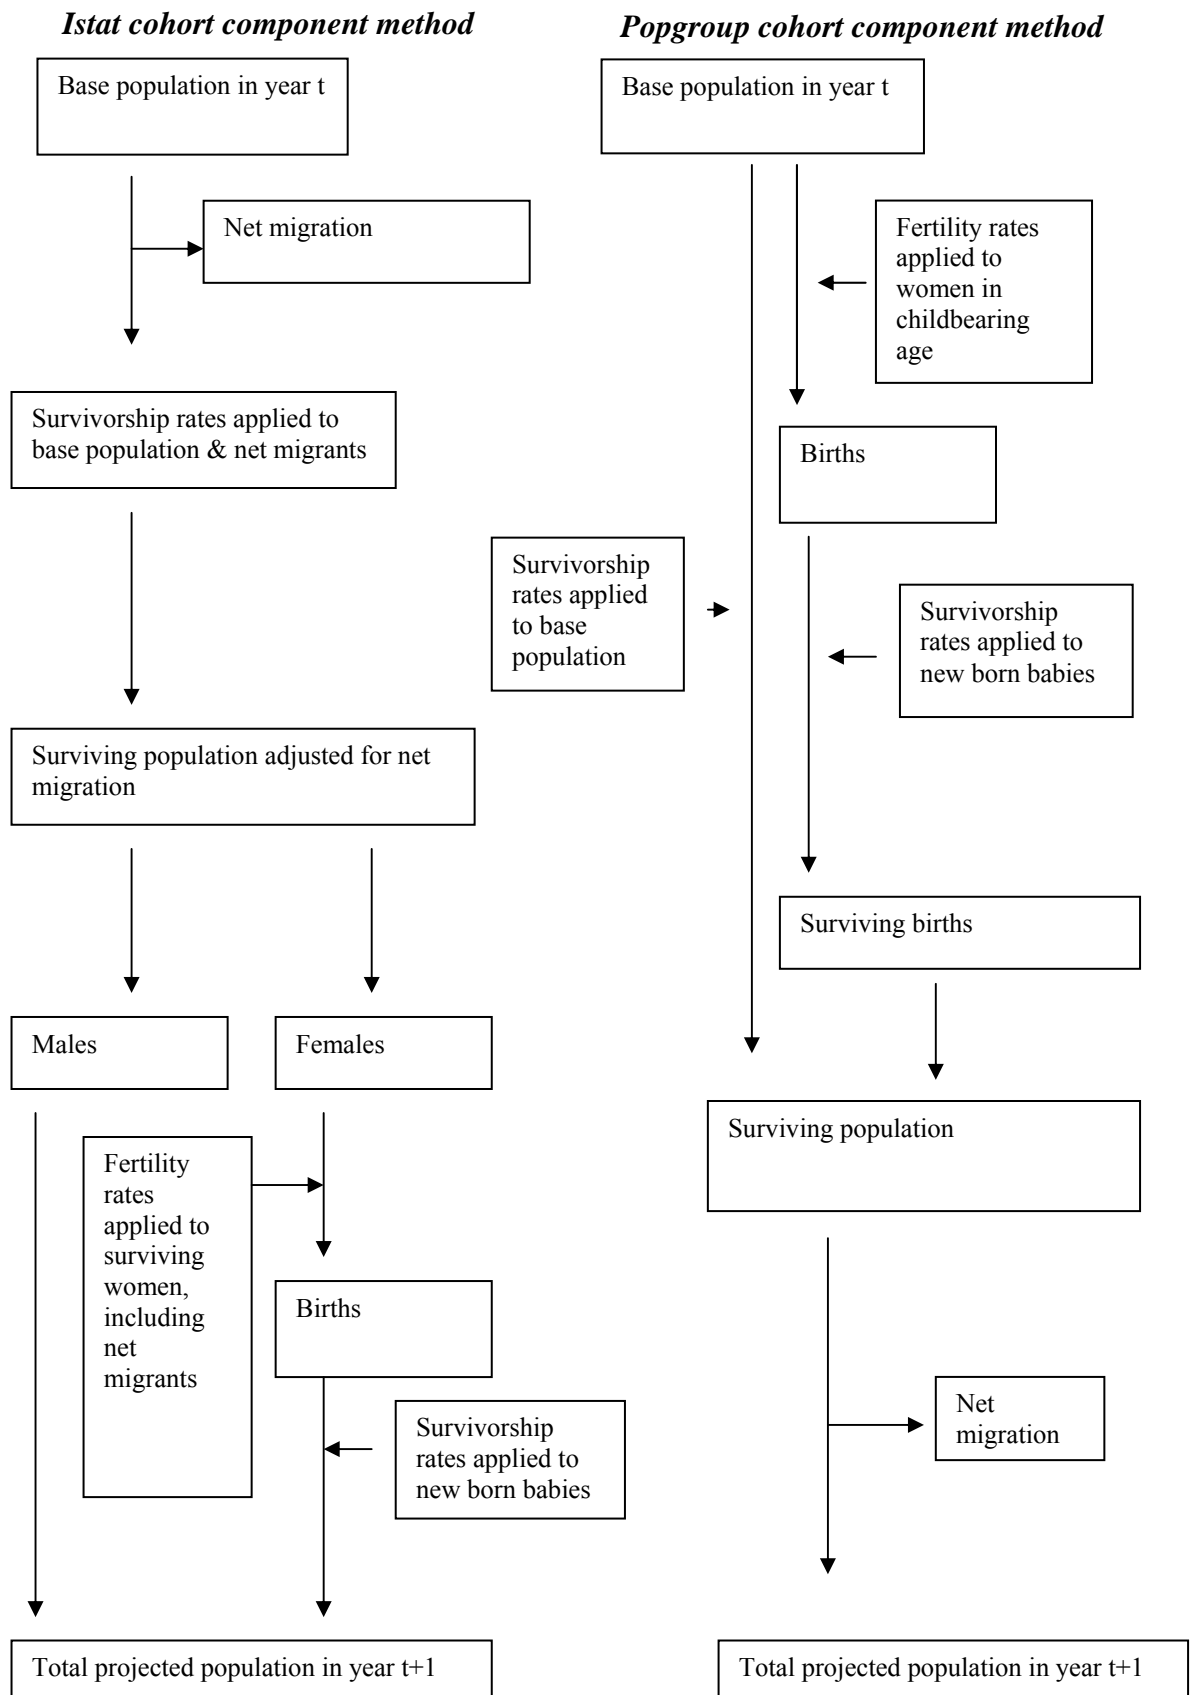 Istat cohort component method
Base population in year t
Net migration
Survivorship rates applied to
base population & net migrants
Surviving population adjusted for net
migration
Males
Females
Fertility
rates
applied to
surviving
women,
including
net
migrants
Births
Survivorship
rates applied to
new born babies
Total projected population in year t+1
Popgroup cohort component method
Base population in year t
Fertility rates
applied to
women in
childbearing
age
Births
Survivorship
rates applied
to base
population
Survivorship
rates applied to
new born babies
Surviving births
Surviving population
Net
migration
Total projected population in year t+1